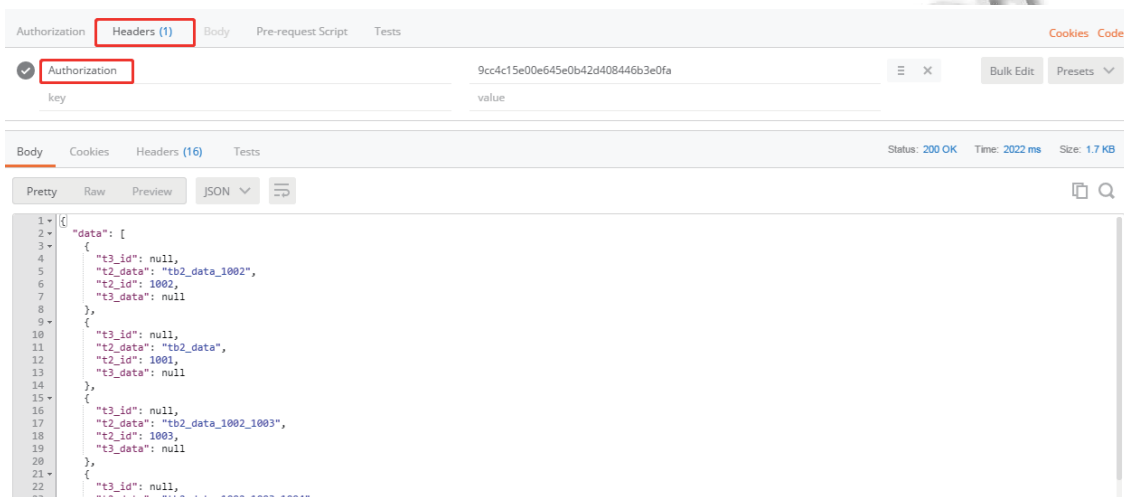 Authorization Headers (1) Body Pre-request Script Tests Cookies Code
Authorization 9cc4c15e00e645e0b42d408446b3e0fa Bulk Edit Presets
key value
Body Cookies Headers (16) Tests Status: 200 OK Time: 2022 ms Size: 1.7 KB
Pretty Raw Preview JSON
1 {
2 "data": [
3 {
4 "t3_id": null,
5 "t2_data": "tb2_data_1002",
6 "t2_id": 1002,
7 "t3_data": null
8 },
9 {
10 "t3_id": null,
11 "t2_data": "tb2_data",
12 "t2_id": 1001,
13 "t3_data": null
14 },
15 {
16 "t3_id": null,
17 "t2_data": "tb2_data_1002_1003",
18 "t2_id": 1003,
19 "t3_data": null
20 },
21 {
22 "t3_id": null,